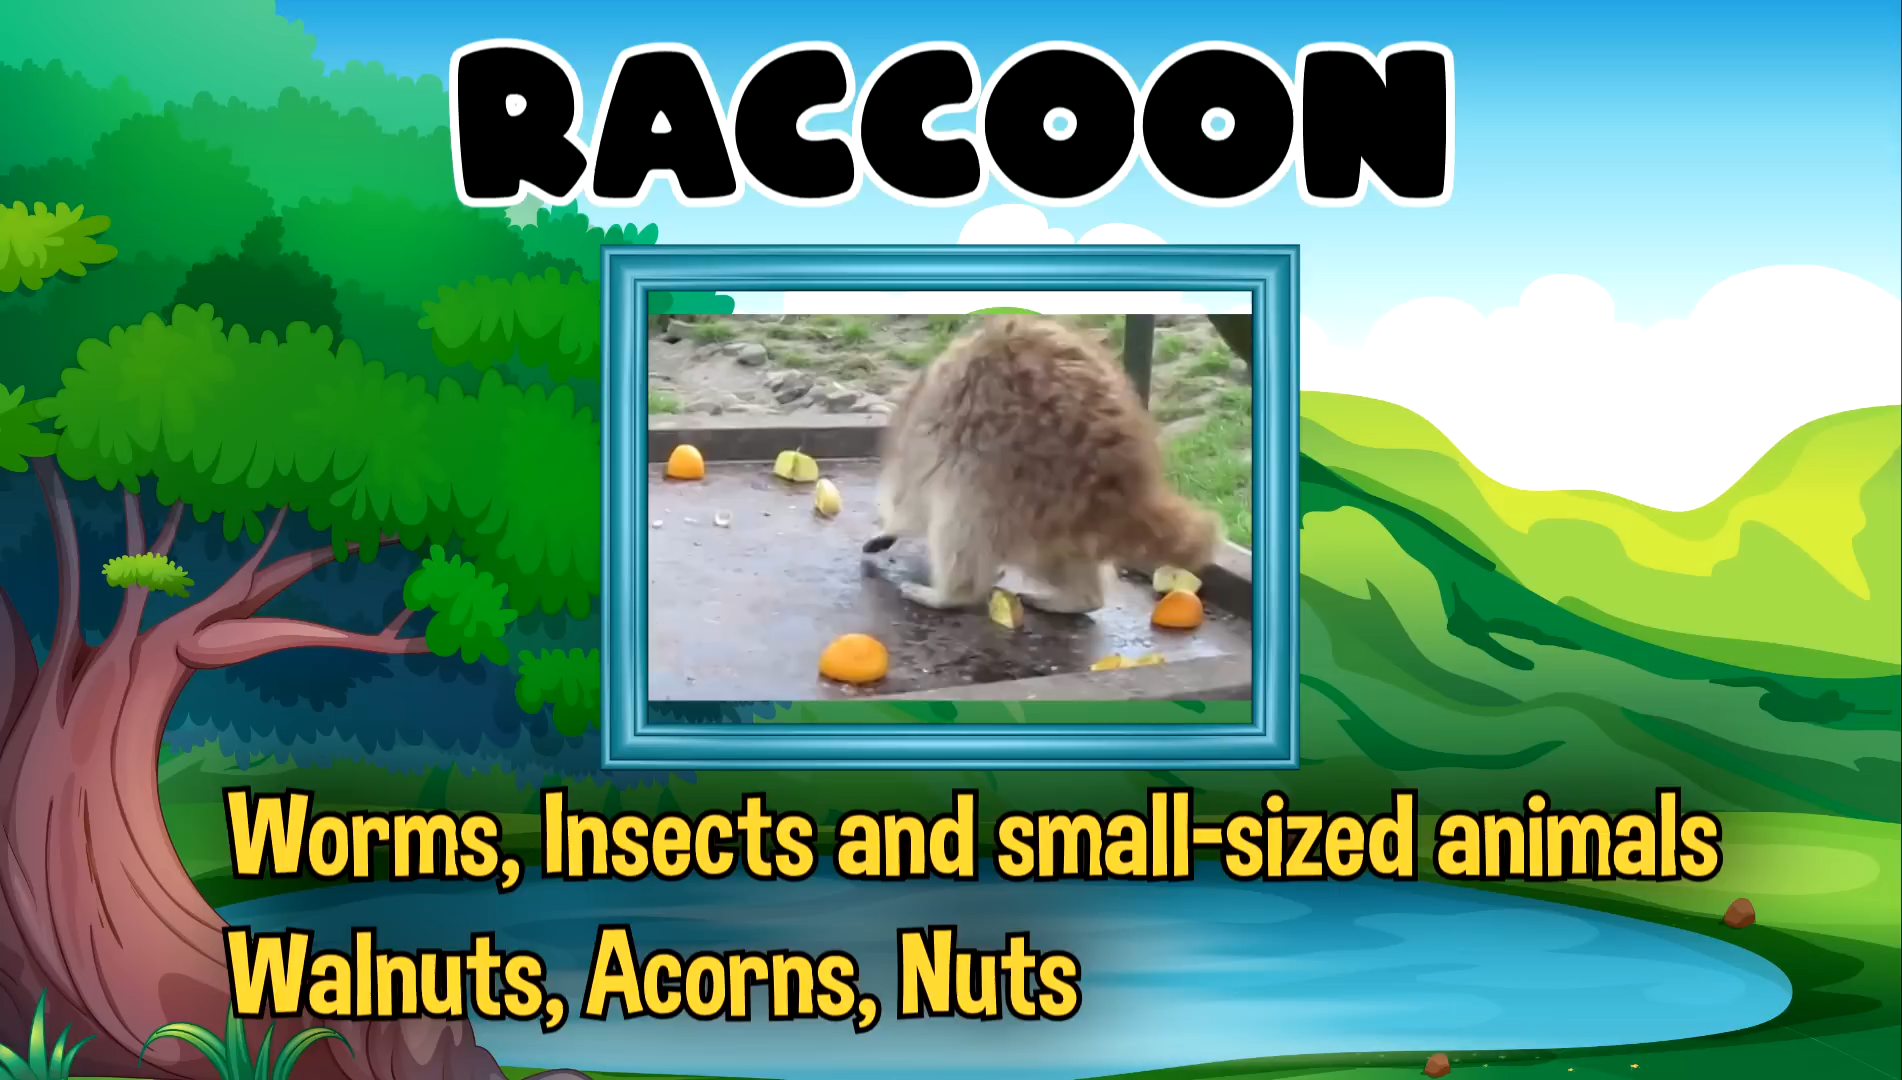 RACCOON
Worms, Insects and small-sized animals
Walnuts, Acorns, Nuts